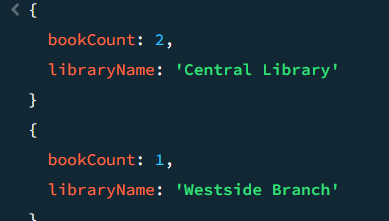 {
bookCount: 2,
libraryName: 'Central Library'
}
{
bookCount: 1,
libraryName: 'Westside Branch'
}